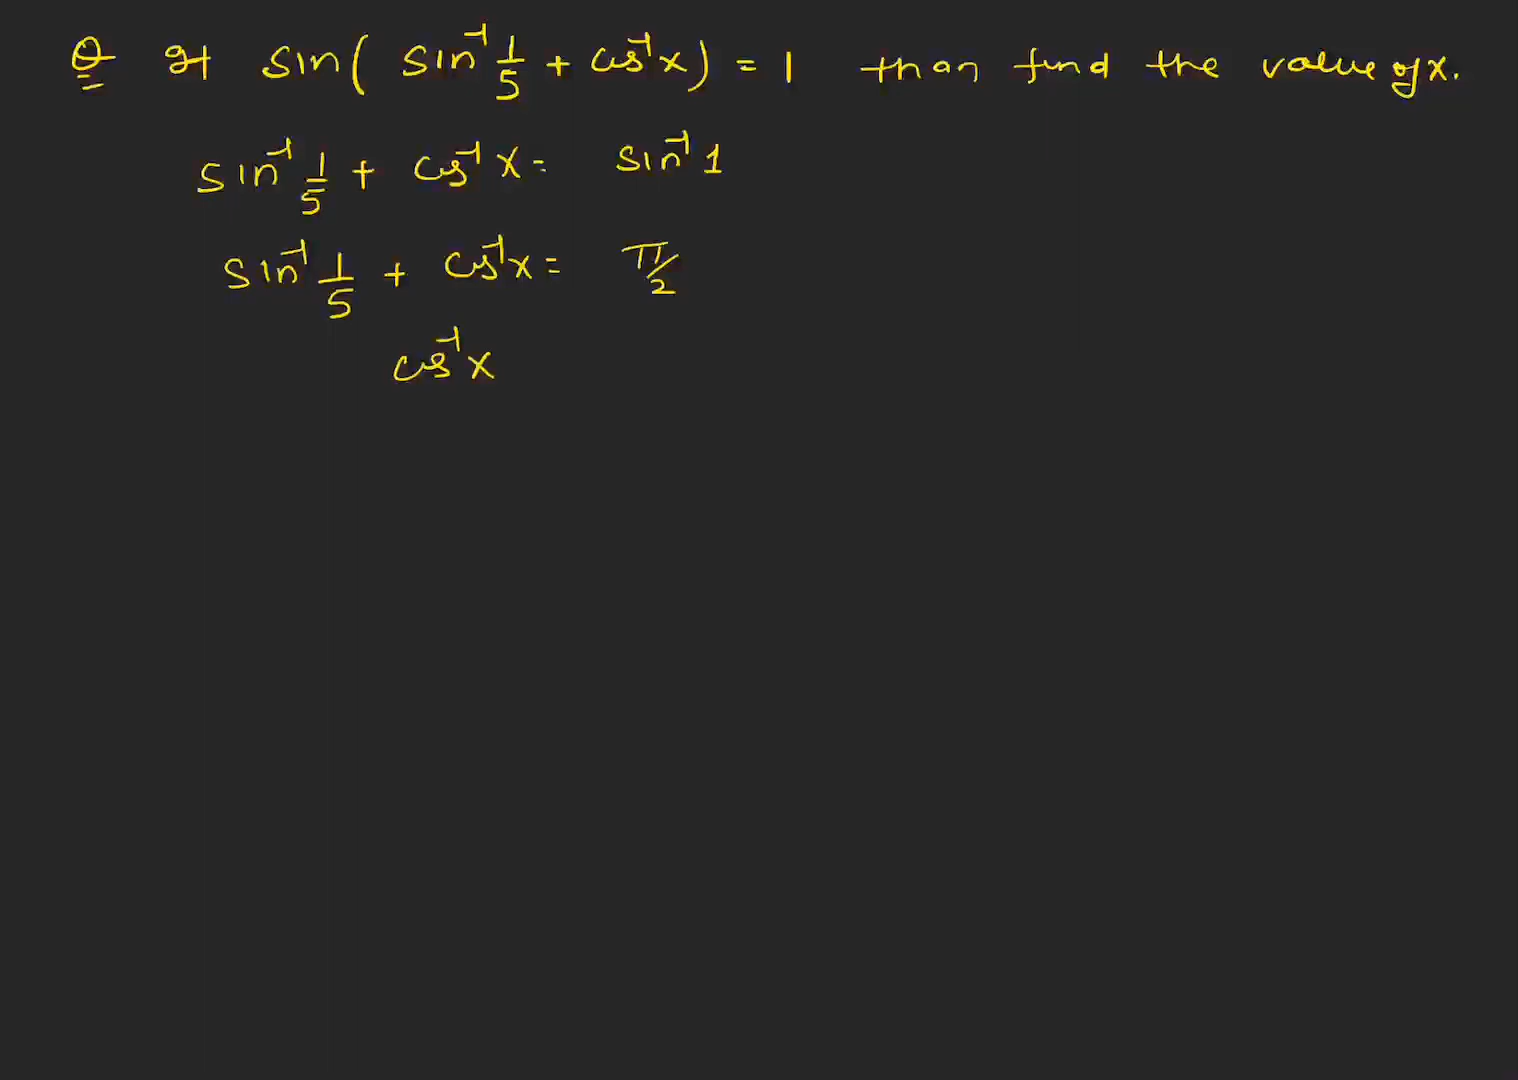 Q If sin( sin⁻¹ 1/5 + cos⁻¹x) = 1 than find the value of x.
sin⁻¹ 1/5 + cos⁻¹ x = sin⁻¹ 1
sin⁻¹ 1/5 + cos⁻¹x = π/2
cos⁻¹x